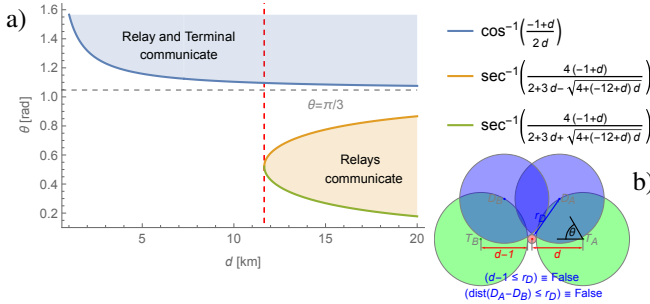 a)
1.6
1.4
1.2
1.0
0.8
0.6
0.4
0.2
θ [rad]
Relay and Terminal
communicate
θ=π/3
Relays
communicate
5
10
15
20
d [km]
cos⁻¹((-1+d)/(2 d))
sec⁻¹(4 (-1+d)/(2+3 d-√(4+(-12+d) d)))
sec⁻¹(4 (-1+d)/(2+3 d+√(4+(-12+d) d)))
b)
D_B
D_A
r_D
θ
T_B
T_A
d-1
d
(d-1 ≤ r_D) ≡ False
(dist(D_A-D_B) ≤ r_D) ≡ False